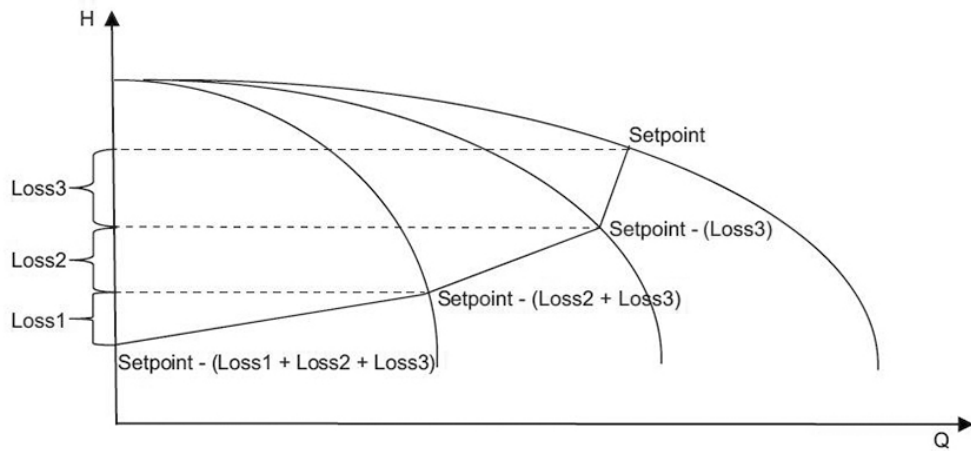 H
Setpoint
Loss3
Setpoint - (Loss3)
Loss2
Setpoint - (Loss2 + Loss3)
Loss1
Setpoint - (Loss1 + Loss2 + Loss3)
Q